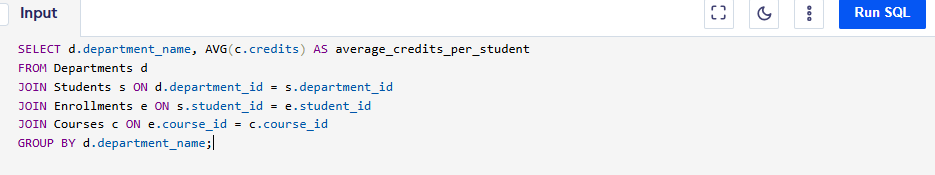 Input
Run SQL
SELECT d.department_name, AVG(c.credits) AS average_credits_per_student
FROM Departments d
JOIN Students s ON d.department_id = s.department_id
JOIN Enrollments e ON s.student_id = e.student_id
JOIN Courses c ON e.course_id = c.course_id
GROUP BY d.department_name;